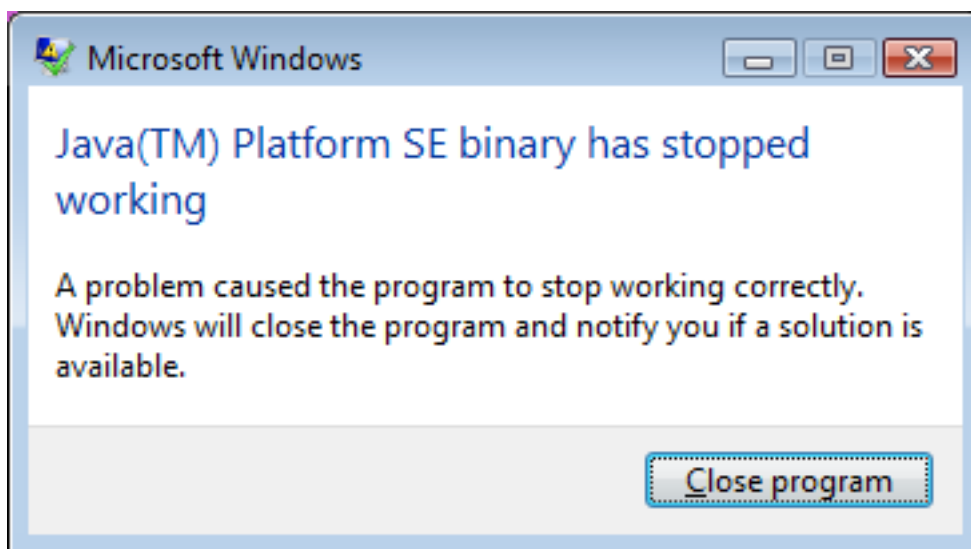 Microsoft Windows
Java(TM) Platform SE binary has stopped
working
A problem caused the program to stop working correctly.
Windows will close the program and notify you if a solution is
available.
Close program